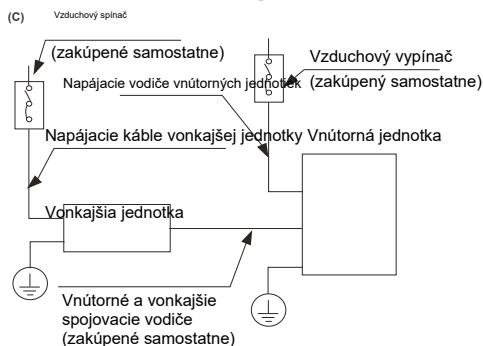 (C) Vzduchový spínač
(zakúpené samostatne)
Vzduchový vypínač
(zakúpený samostatne)
Napájacie vodiče vnútorných jednotiek
Napájacie káble vonkajšej jednotky Vnútorná jednotka
Vonkajšia jednotka
Vnútorné a vonkajšie
spojovacie vodiče
(zakúpené samostatne)